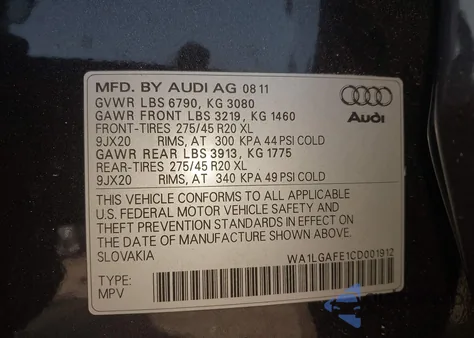 MFD. BY AUDI AG 08 11
GVWR LBS 6790, KG 3080
GAWR FRONT LBS 3219, KG 1460
FRONT-TIRES 275/45 R20 XL
9JX20 RIMS, AT 300 KPA 44 PSI COLD
GAWR REAR LBS 3913, KG 1775
REAR-TIRES 275/45 R20 XL
9JX20 RIMS, AT 340 KPA 49 PSI COLD
Audi
THIS VEHICLE CONFORMS TO ALL APPLICABLE
U.S. FEDERAL MOTOR VEHICLE SAFETY AND
THEFT PREVENTION STANDARDS IN EFFECT ON
THE DATE OF MANUFACTURE SHOWN ABOVE.
SLOVAKIA
WA1LGAFE1CD001912
TYPE:
MPV